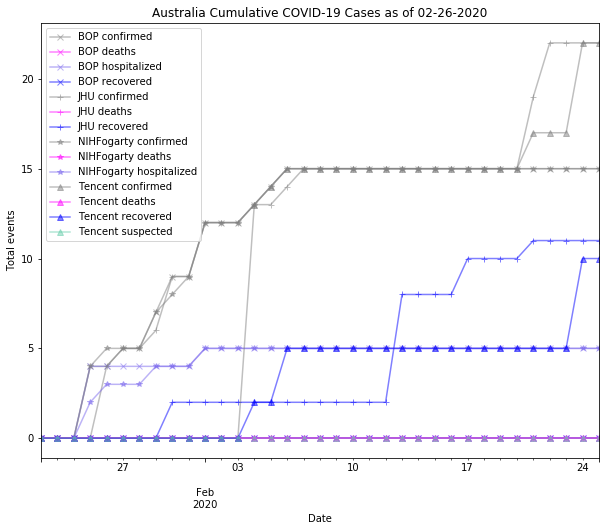 Australia Cumulative COVID-19 Cases as of 02-26-2020
BOP confirmed
BOP deaths
BOP hospitalized
BOP recovered
JHU confirmed
JHU deaths
JHU recovered
NIHFogarty confirmed
NIHFogarty deaths
NIHFogarty hospitalized
Tencent confirmed
Tencent deaths
Tencent recovered
Tencent suspected
Total events
20
15
10
5
0
27
03
10
17
24
Feb
2020
Date